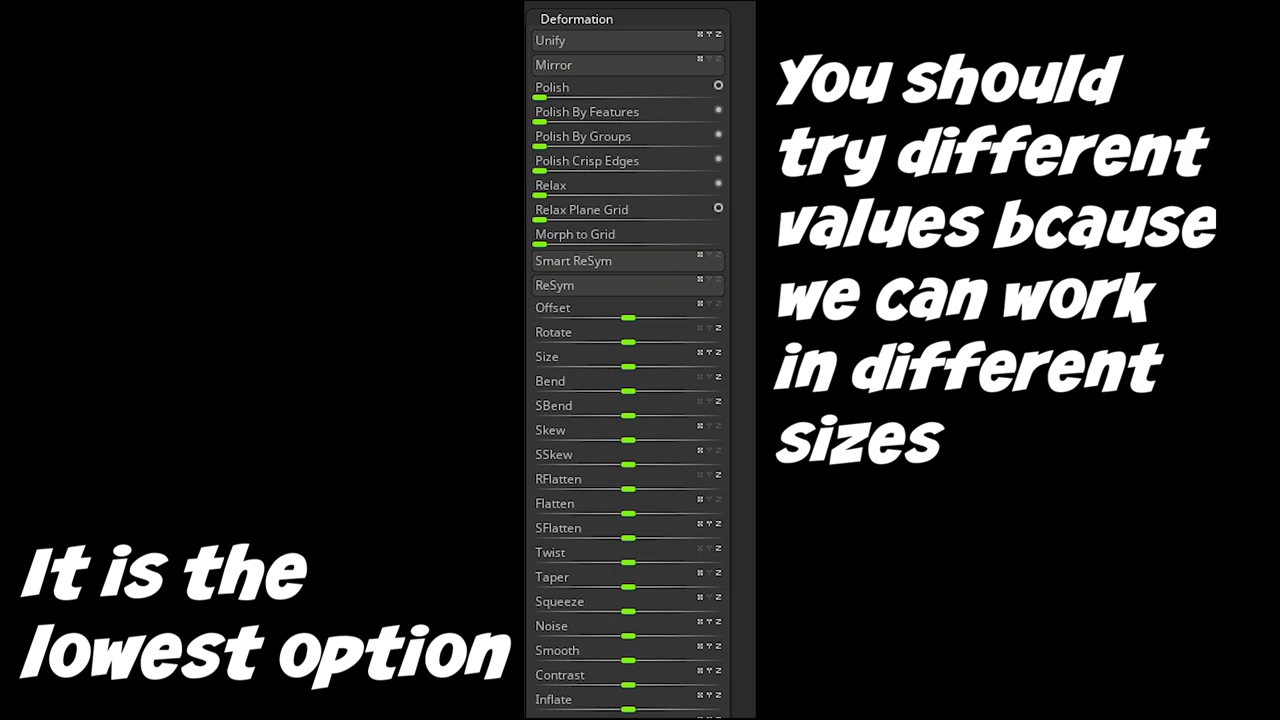 Deformation
Unify
Mirror
Polish
Polish By Features
Polish By Groups
Polish Crisp Edges
Relax
Relax Plane Grid
Morph to Grid
Smart ReSym
ReSym
Offset
Rotate
Size
Bend
SBend
Skew
SSkew
RFlatten
Flatten
SFlatten
Twist
Taper
Squeeze
Noise
Smooth
Contrast
Inflate
You should
try different
values bcause
we can work
in different
sizes
It is the
lowest option